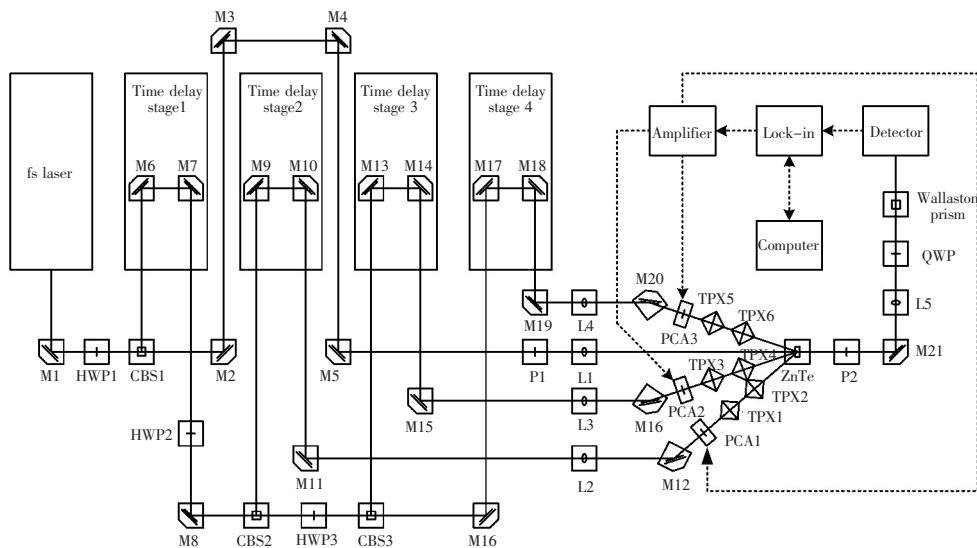 M3
M4
fs laser
Time delay
stage1
Time delay
stage2
Time delay
stage 3
Time delay
stage 4
Amplifier
Lock-in
Detector
M6
M7
M9
M10
M13
M14
M17
M18
Wallaston
prism
Computer
QWP
M20
TPX5
TPX6
L5
M19
L4
PCA3
M1
HWP1
CBS1
M2
M5
P1
L1
TPX3
TPX4
ZnTe
P2
M21
TPX2
HWP2
M15
L3
M16
PCA2
TPX1
PCA1
M11
L2
M12
M8
CBS2
HWP3
CBS3
M16